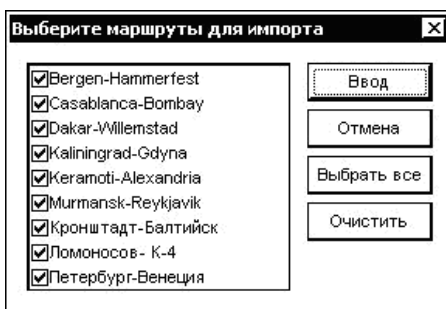 Выберите маршруты для импорта
Bergen-Hammerfest
Casablanca-Bombay
Dakar-Willemstad
Kaliningrad-Gdyna
Keramoti-Alexandria
Murmansk-Reykjavik
Кронштадт-Балтийск
Ломоносов- К-4
Петербург-Венеция
Ввод
Отмена
Выбрать все
Очистить